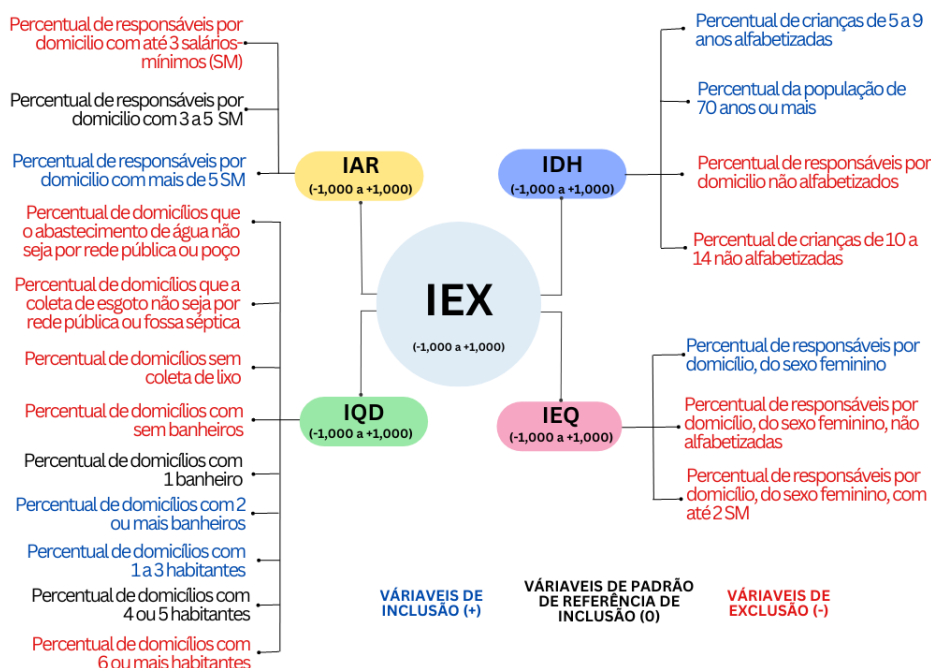 Percentual de responsáveis por
domicilio com até 3 salários-
mínimos (SM)
Percentual de responsáveis por
domicilio com 3 a 5 SM
Percentual de responsáveis por
domicilio com mais de 5 SM
IAR
(-1,000 a +1,000)
Percentual de domicílios que
o abastecimento de água não
seja por rede pública ou poço
Percentual de domicílios que a
coleta de esgoto não seja por
rede pública ou fossa séptica
Percentual de domicílios sem
coleta de lixo
Percentual de domicílios com
sem banheiros
Percentual de domicílios com
1 banheiro
Percentual de domicílios com 2
ou mais banheiros
Percentual de domicílios com
1 a 3 habitantes
Percentual de domicílios com
4 ou 5 habitantes
Percentual de domicílios com
6 ou mais habitantes
IQD
(-1,000 a +1,000)
IEX
(-1,000 a +1,000)
IDH
(-1,000 a +1,000)
Percentual de crianças de 5 a 9
anos alfabetizadas
Percentual da população de
70 anos ou mais
Percentual de responsáveis por
domicilio não alfabetizados
Percentual de crianças de 10 a
14 não alfabetizadas
IEQ
(-1,000 a +1,000)
Percentual de responsáveis por
domicílio, do sexo feminino
Percentual de responsáveis por
domicílio, do sexo feminino, não
alfabetizadas
Percentual de responsáveis por
domicílio, do sexo feminino, com
até 2 SM
VÁRIAVEIS DE
INCLUSÃO (+)
VÁRIAVEIS DE PADRÃO
DE REFERÊNCIA DE
INCLUSÃO (0)
VÁRIAVEIS DE
EXCLUSÃO (-)